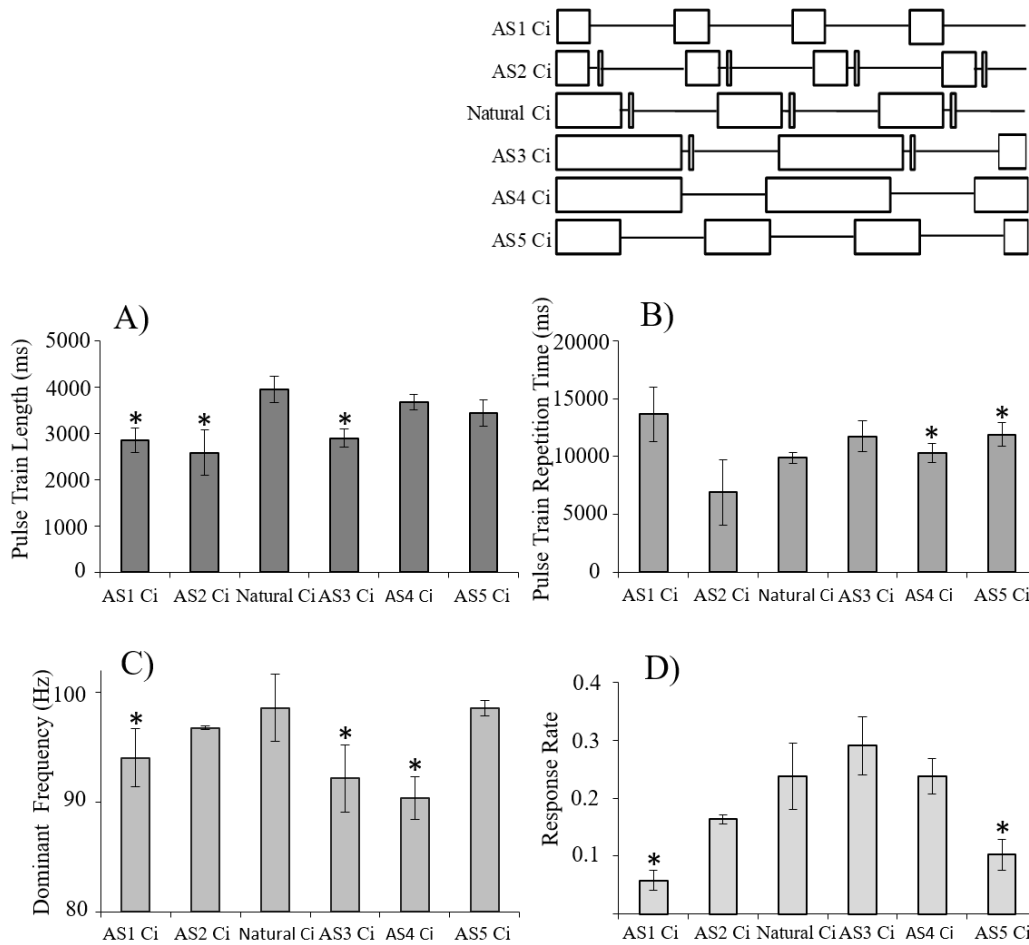 AS1 Ci
AS2 Ci
Natural Ci
AS3 Ci
AS4 Ci
AS5 Ci
A)
Pulse Train Length (ms)
5000
4000
3000
2000
1000
0
* * *
AS1 Ci AS2 Ci Natural Ci AS3 Ci AS4 Ci AS5 Ci
B)
Pulse Train Repetition Time (ms)
20000
15000
10000
5000
0
* *
AS1 Ci AS2 Ci Natural Ci AS3 Ci AS4 Ci AS5 Ci
C)
Dominant Frequency (Hz)
100
90
80
* * *
AS1 Ci AS2 Ci Natural Ci AS3 Ci AS4 Ci AS5 Ci
D)
Response Rate
0.4
0.3
0.2
0.1
* *
AS1 Ci AS2 Ci Natural Ci AS3 Ci AS4 Ci AS5 Ci